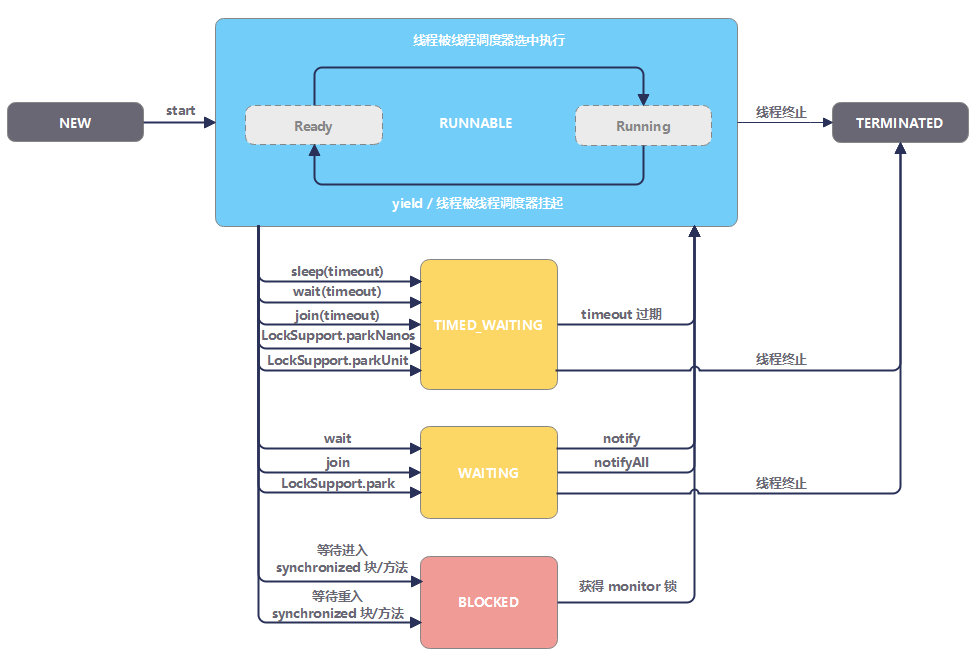 线程被线程调度器选中执行
NEW
start
Ready
RUNNABLE
Running
线程终止
TERMINATED
yield / 线程被线程调度器挂起
sleep(timeout)
wait(timeout)
join(timeout)
LockSupport.parkNanos
LockSupport.parkUnit
TIMED_WAITING
timeout 过期
线程终止
wait
join
LockSupport.park
WAITING
notify
notifyAll
线程终止
等待进入
synchronized 块/方法
等待重入
synchronized 块/方法
BLOCKED
获得 monitor 锁